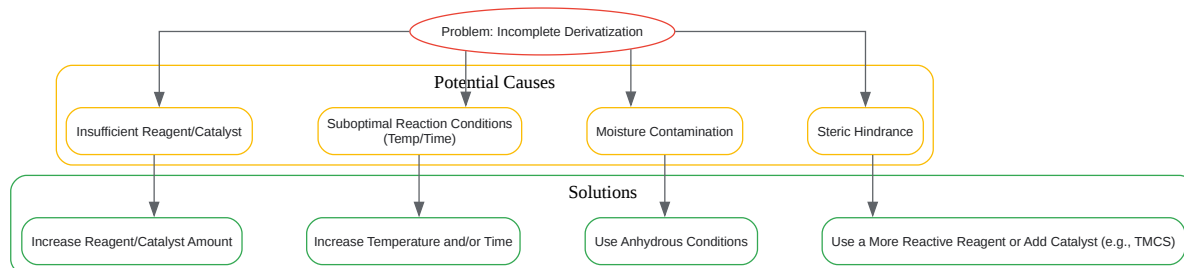 Problem: Incomplete Derivatization
Potential Causes
Insufficient Reagent/Catalyst
Suboptimal Reaction Conditions
(Temp/Time)
Moisture Contamination
Steric Hindrance
Solutions
Increase Reagent/Catalyst Amount
Increase Temperature and/or Time
Use Anhydrous Conditions
Use a More Reactive Reagent or Add Catalyst (e.g., TMCS)